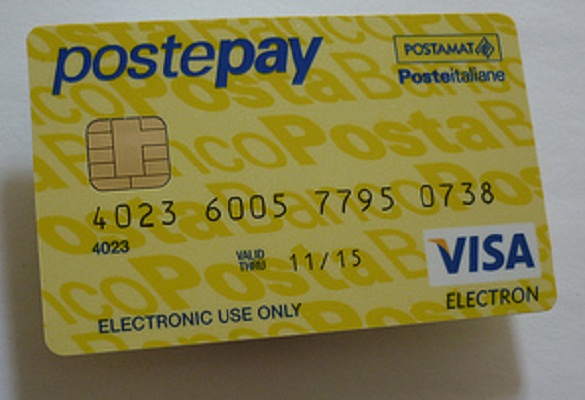 postepay
POSTAMAT
Posteitaliane
4023 6005 7795 0738
4023
VALID THRU 11/15
VISA
ELECTRONIC USE ONLY
ELECTRON